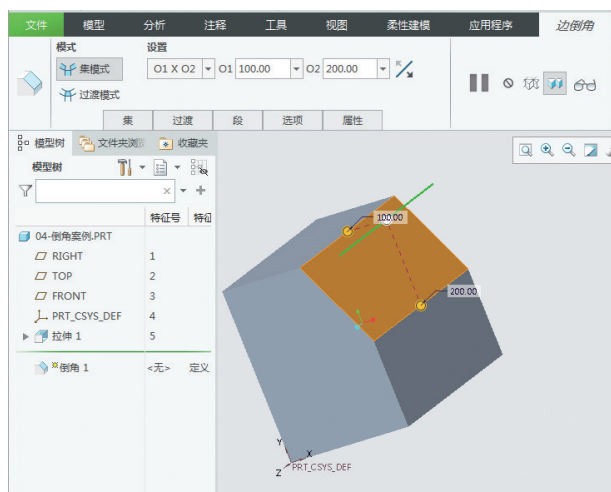 文件 模型 分析 注释 工具 视图 柔性建模 应用程序 边倒角
模式 设置
集模式 O1 X O2 O1 100.00 O2 200.00
过渡模式
集 过渡 段 选项 属性
模型树 文件夹浏 收藏夹
模型树
特征号 特征
04-倒角案例.PRT
RIGHT 1
TOP 2
FRONT 3
PRT_CSYS_DEF 4
拉伸 1 5
倒角 1 <无> 定义
100.00
200.00
Y
X
Z
PRT_CSYS_DEF